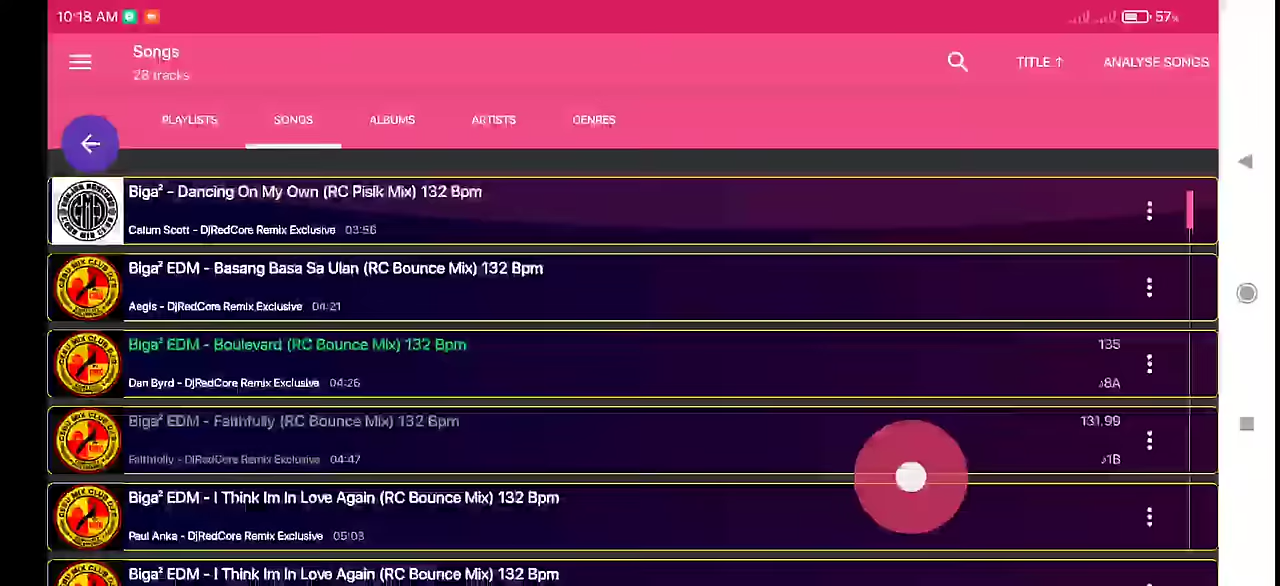 10:18 AM
57%
Songs
28 tracks
TITLE ↑
ANALYSE SONGS
PLAYLISTS
SONGS
ALBUMS
ARTISTS
GENRES
Biga² - Dancing On My Own (RC Pisik Mix) 132 Bpm
Calum Scott - DjRedCore Remix Exclusive 03:56
Biga² EDM - Basang Basa Sa Ulan (RC Bounce Mix) 132 Bpm
Aegis - DjRedCore Remix Exclusive 04:21
Biga² EDM - Boulevard (RC Bounce Mix) 132 Bpm
135
Dan Byrd - DjRedCore Remix Exclusive 04:26
♪8A
Biga² EDM - Faithfully (RC Bounce Mix) 132 Bpm
131.99
Faithfully - DjRedCore Remix Exclusive 04:47
♪1B
Biga² EDM - I Think Im In Love Again (RC Bounce Mix) 132 Bpm
Paul Anka - DjRedCore Remix Exclusive 05:03
Biga² EDM - I Think Im In Love Again (RC Bounce Mix) 132 Bpm